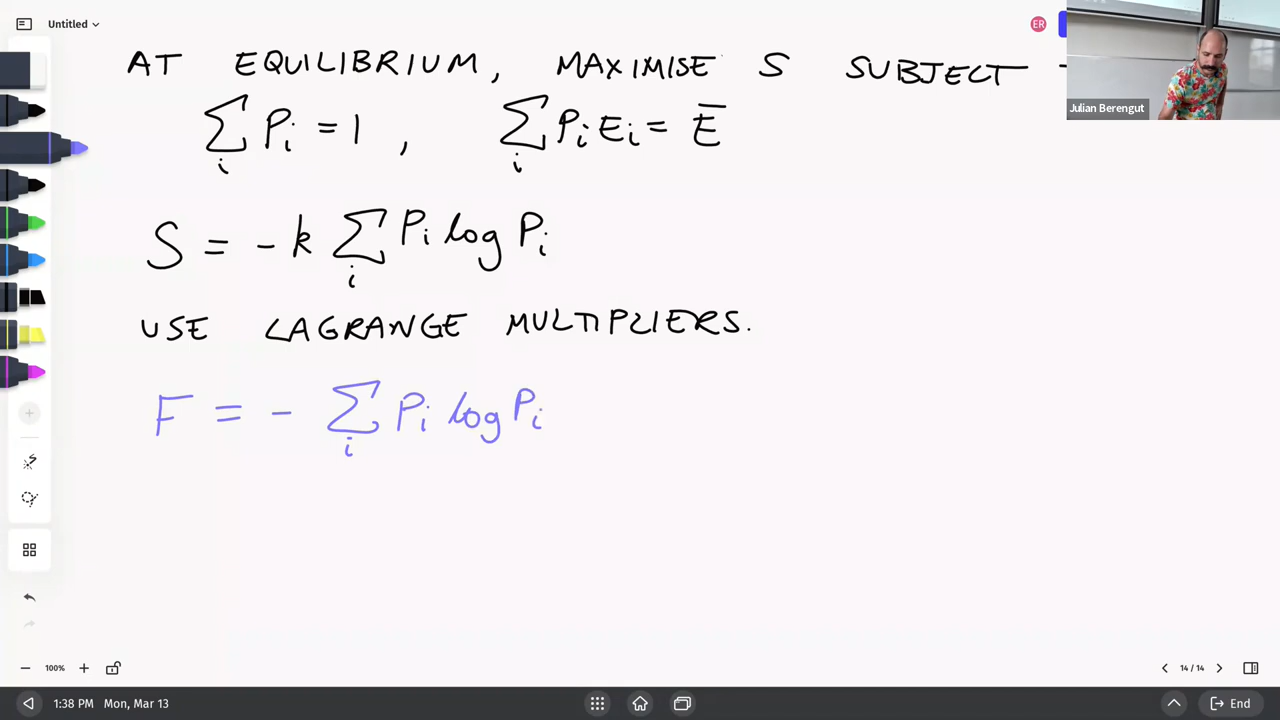 Untitled
ER
AT EQUILIBRIUM, MAXIMISE S SUBJECT
Julian Berengut
∑ᵢ Pᵢ = 1, ∑ᵢ PᵢEᵢ = E̅
S = -k ∑ᵢ Pᵢ log Pᵢ
USE LAGRANGE MULTIPLIERS.
F = - ∑ᵢ Pᵢ log Pᵢ
100%
14 / 14
1:38 PM Mon, Mar 13
End